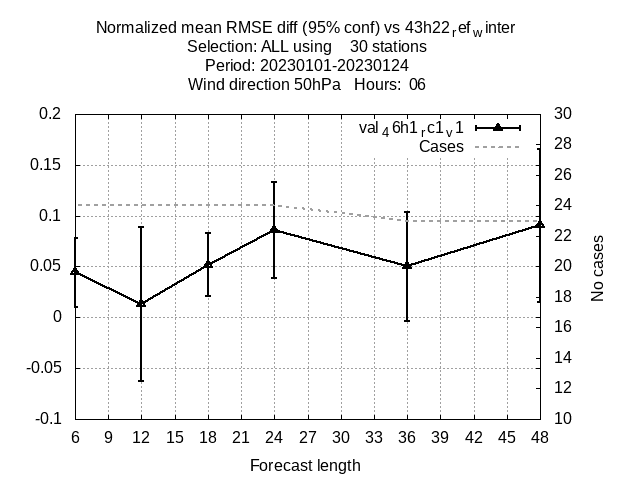 Normalized mean RMSE diff (95% conf) vs 43h22refwinter
Selection: ALL using 30 stations
Period: 20230101-20230124
Wind direction 50hPa Hours: 06
val46h1rc1v1
Cases
0.2
0.15
0.1
0.05
0
-0.05
-0.1
30
28
26
24
22
20
18
16
14
12
10
No cases
6 9 12 15 18 21 24 27 30 33 36 39 42 45 48
Forecast length